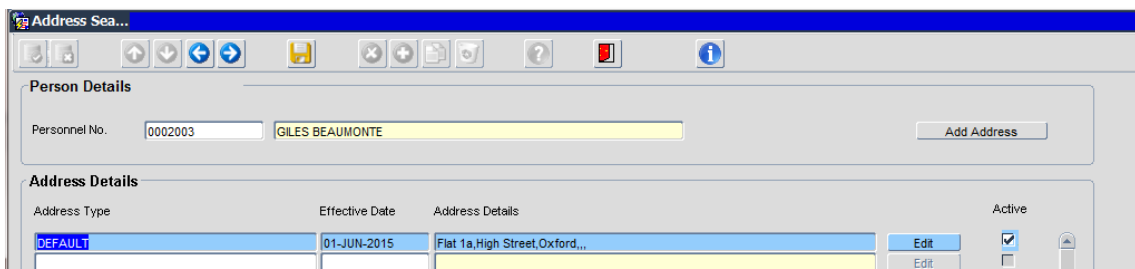 Address Sea...
Person Details
Personnel No. 0002003 GILES BEAUMONTE Add Address
Address Details
Address Type Effective Date Address Details Active
DEFAULT 01-JUN-2015 Flat 1a,High Street,Oxford,,, Edit
Edit